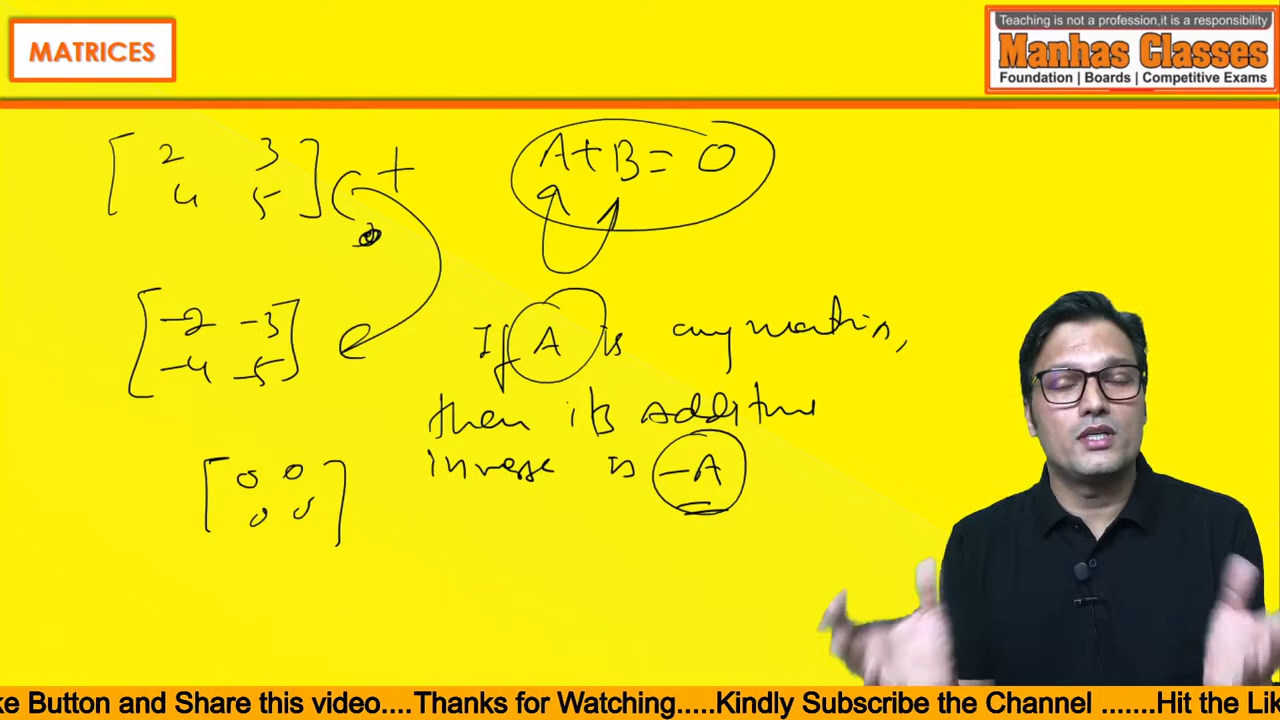 MATRICES
Teaching is not a profession,it is a responsibility
Manhas Classes
Foundation | Boards | Competitive Exams
[2 3] +
[4 5]
A+B=0
[-2 -3]
[-4 -5]
If A is any matrix,
then its additive
inverse is -A
[0 0]
[0 0]
ke Button and Share this video....Thanks for Watching.....Kindly Subscribe the Channel .......Hit the Lik